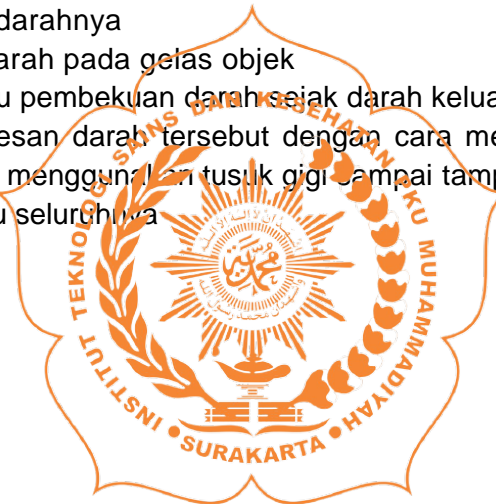 darahnya
arah pada gelas objek
u pembekuan darah sejak darah kelua
esan darah tersebut dengan cara me
menggunakan tusuk gigi sampai tamp
u seluruhnya
INSTITUT TEKNOLOGI SAINS DAN KESEHATAN PKU MUHAMMADIYAH
SURAKARTA
محمد